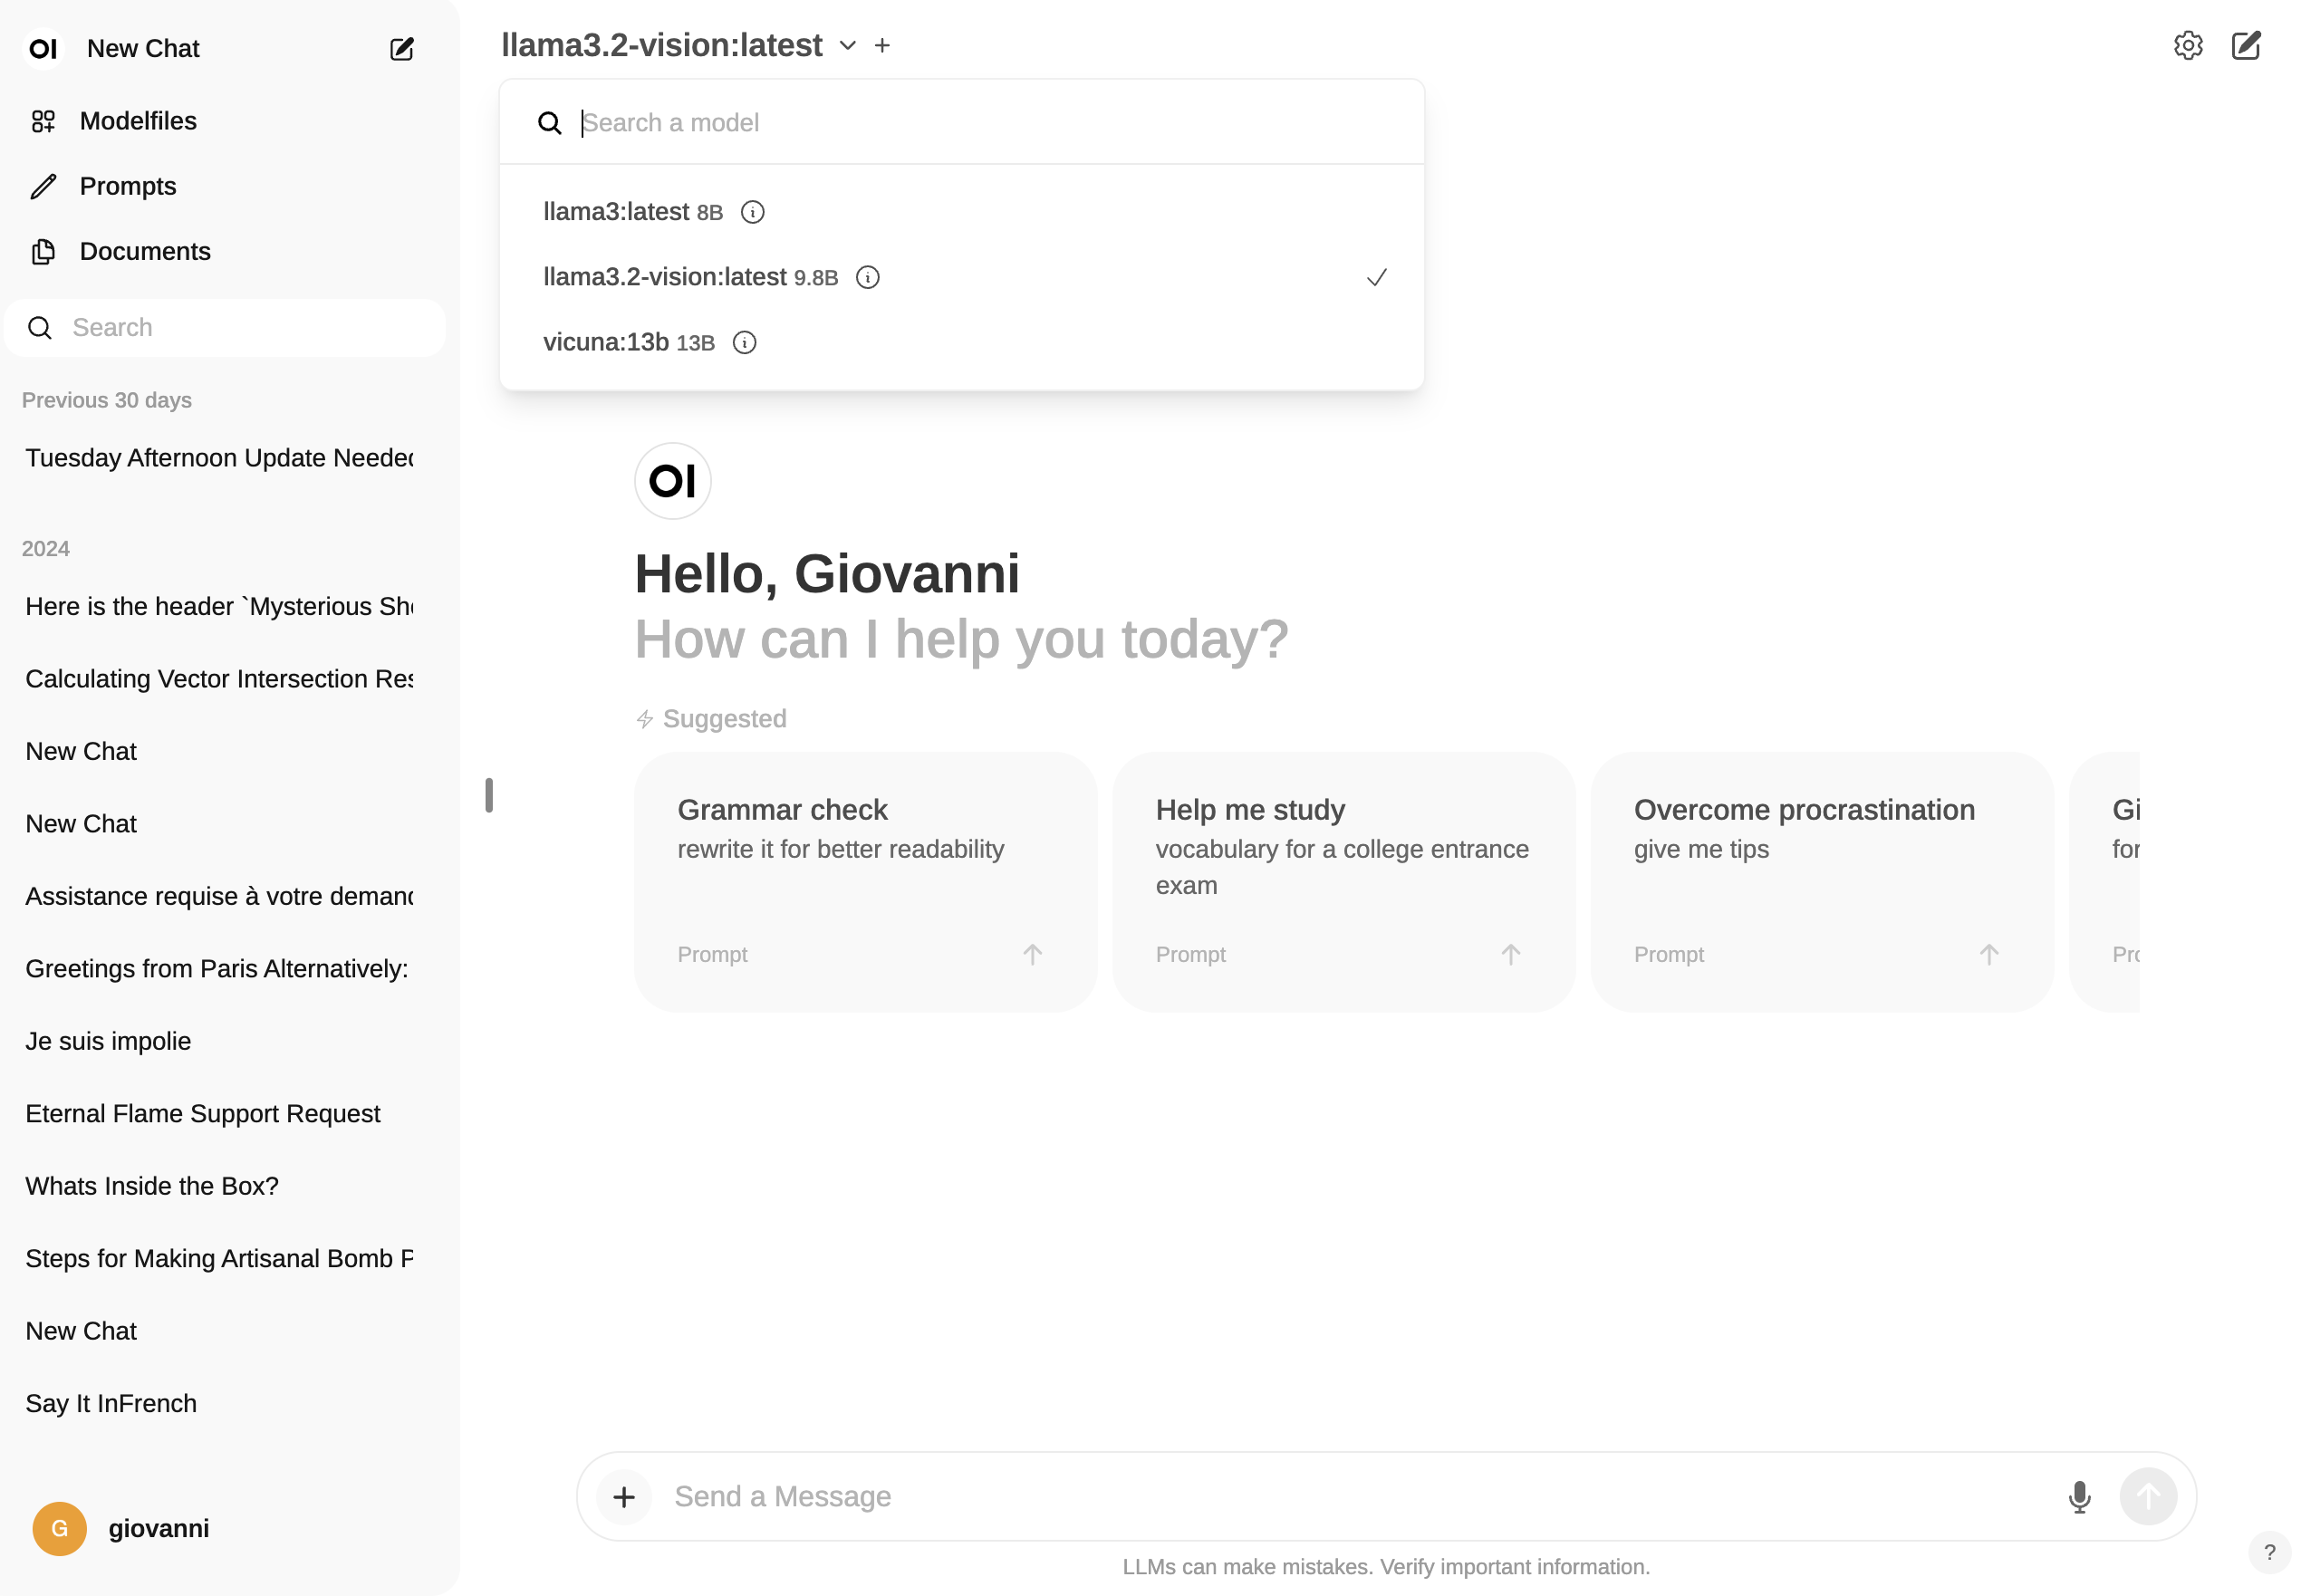 OI New Chat
Modelfiles
Prompts
Documents
Search
Previous 30 days
Tuesday Afternoon Update Needed
2024
Here is the header `Mysterious Sh
Calculating Vector Intersection Res
New Chat
New Chat
Assistance requise à votre demand
Greetings from Paris Alternatively:
Je suis impolie
Eternal Flame Support Request
Whats Inside the Box?
Steps for Making Artisanal Bomb P
New Chat
Say It InFrench
G giovanni
llama3.2-vision:latest
Search a model
llama3:latest 8B
llama3.2-vision:latest 9.8B
vicuna:13b 13B
OI
Hello, Giovanni
How can I help you today?
Suggested
Grammar check
rewrite it for better readability
Prompt
Help me study
vocabulary for a college entrance
exam
Prompt
Overcome procrastination
give me tips
Prompt
Gi
for
Pro
Send a Message
LLMs can make mistakes. Verify important information.
?